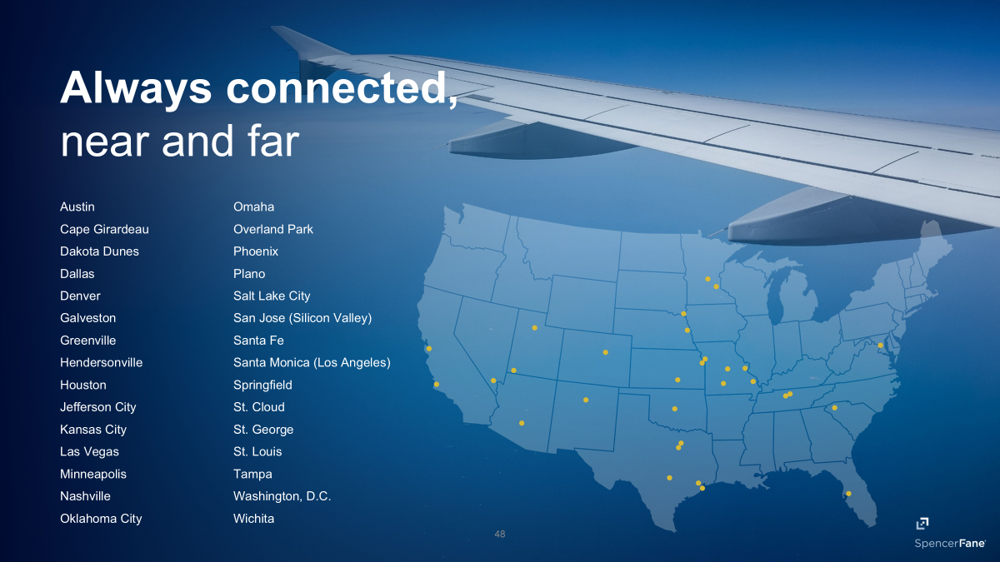 Always connected,
near and far
Austin
Cape Girardeau
Dakota Dunes
Dallas
Denver
Galveston
Greenville
Hendersonville
Houston
Jefferson City
Kansas City
Las Vegas
Minneapolis
Nashville
Oklahoma City
Omaha
Overland Park
Phoenix
Plano
Salt Lake City
San Jose (Silicon Valley)
Santa Fe
Santa Monica (Los Angeles)
Springfield
St. Cloud
St. George
St. Louis
Tampa
Washington, D.C.
Wichita
48
SpencerFane